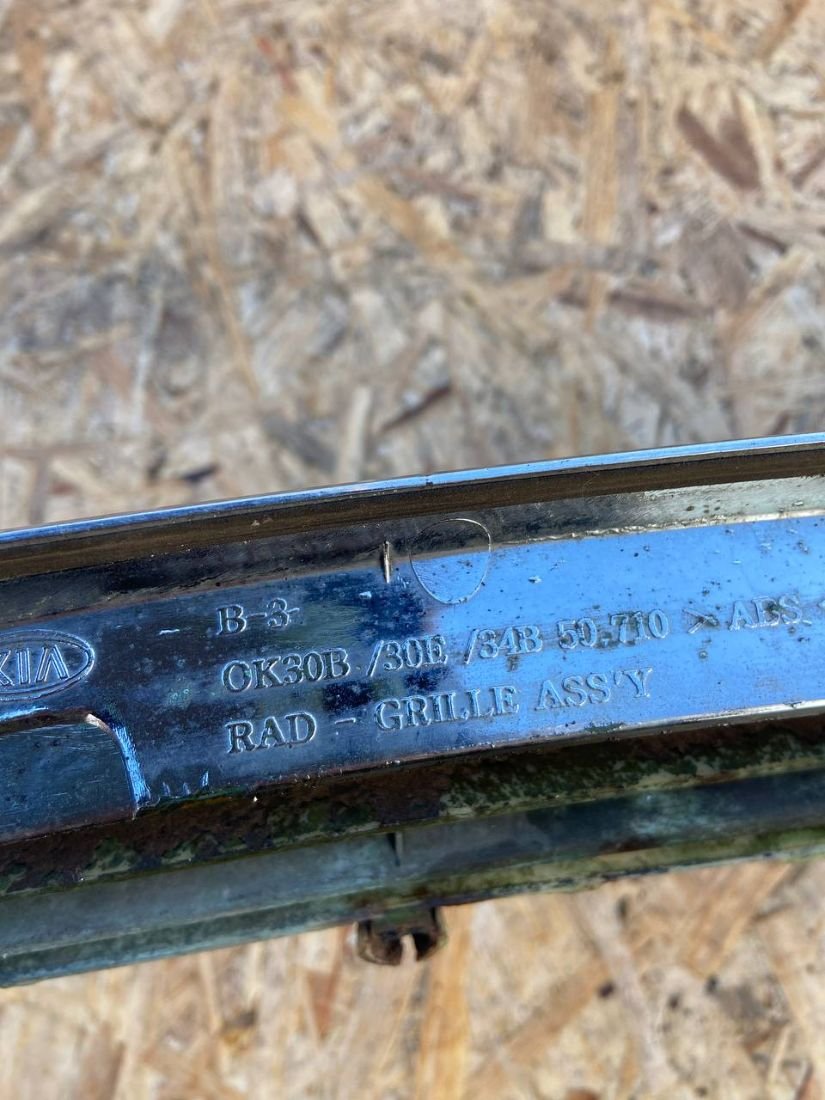 KIA
B-3
OK30B /30E /34B 50.710 >ABS<
RAD - GRILLE ASS'Y